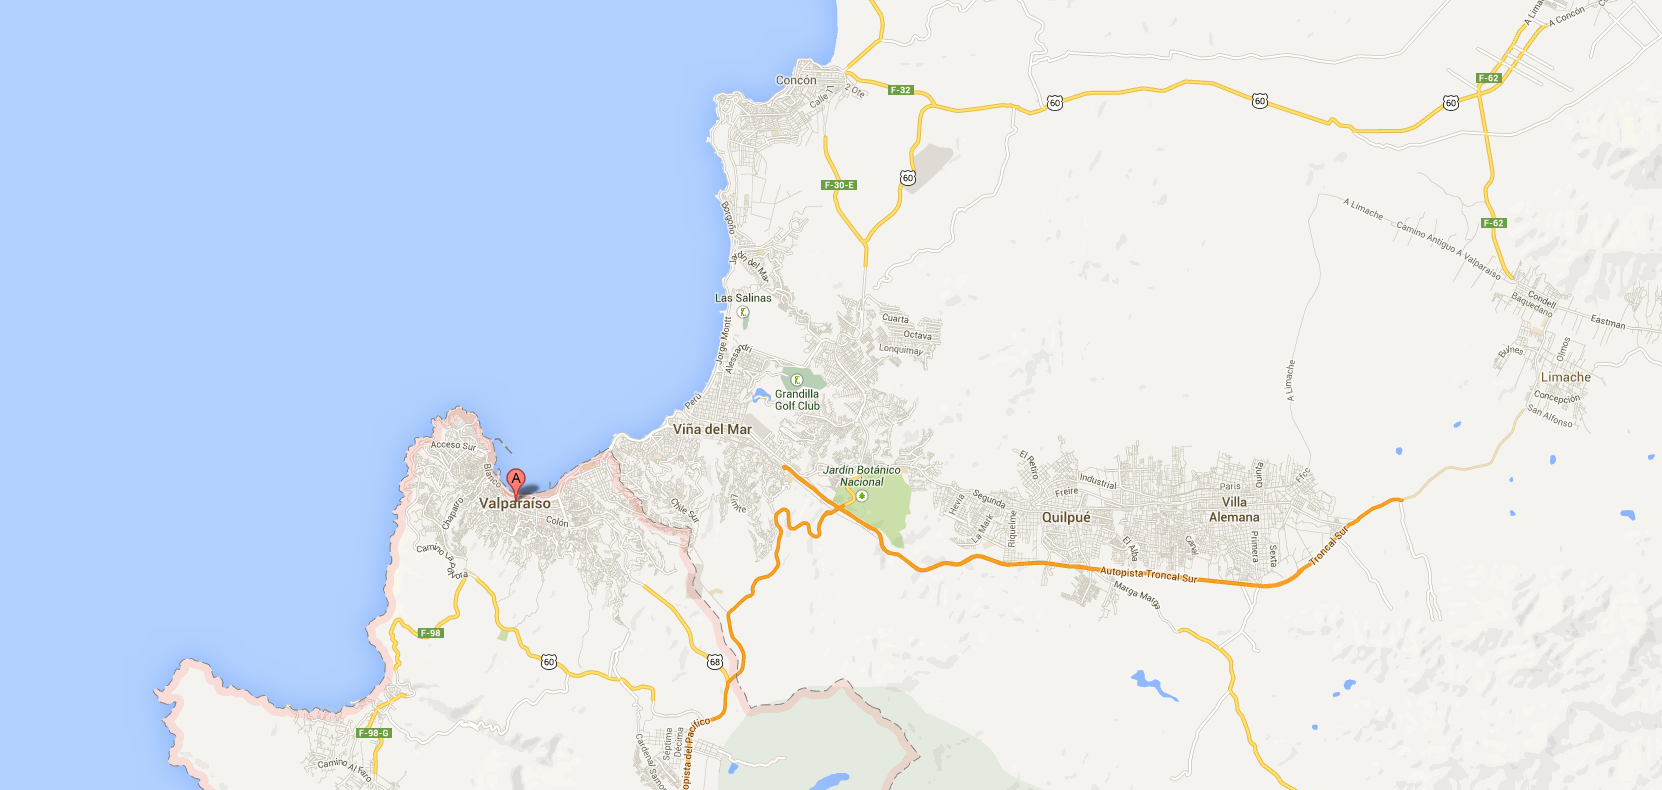 A Concón
Concón
Calle 11
2 Ote
F-32
60
60
60
F-62
F-30-E
60
Borgoño
F-62
A Limache
Camino Antiguo A Valparaíso
Jardín del Mar
Las Salinas
Condell
Baquedano
Eastman
Cuarta
Octava
Lonquimay
Jorge Montt
Alessandri
Bulnes
Olmos
A Limache
Limache
Concepción
San Alfonso
Grandilla
Golf Club
Perú
Viña del Mar
Acceso Sur
Blanco
A
Valparaíso
Chaparro
Colón
Camino La Pólvora
Límite
Chile Sur
Jardín Botánico
Nacional
El Retiro
Industrial
Freire
Hevia
Segunda
La Mark
Riquelme
Quilpué
Paris
Quinta
Fcc
Villa
Alemana
El Alba
Canal
Primera
Sexta
Troncal Sur
Autopista Troncal Sur
Marga Marga
F-98
60
68
F-98-G
Camino Al Faro
Cardenal Samo
Séptima
Décima
opista del Pacífico